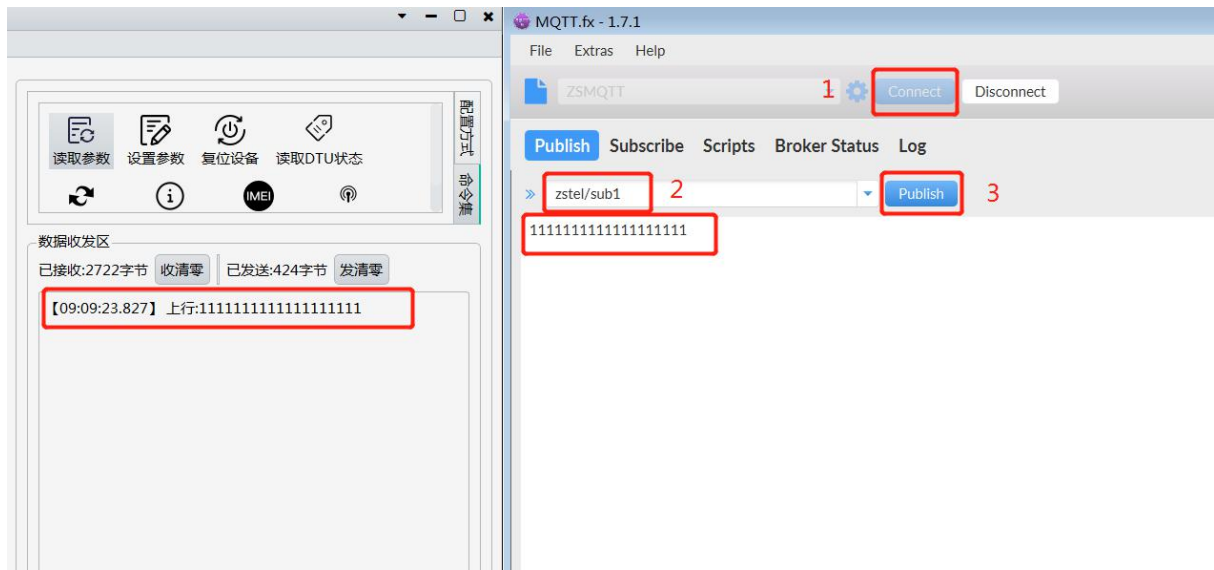 读取参数 设置参数 复位设备 读取DTU状态
IMEI
配置方式
命令集
数据收发区
已接收:2722字节 收清零 已发送:424字节 发清零
【09:09:23.827】上行:1111111111111111111
MQTT.fx - 1.7.1
File Extras Help
ZSMQTT 1 Connect Disconnect
Publish Subscribe Scripts Broker Status Log
zstel/sub1 2 Publish 3
1111111111111111111